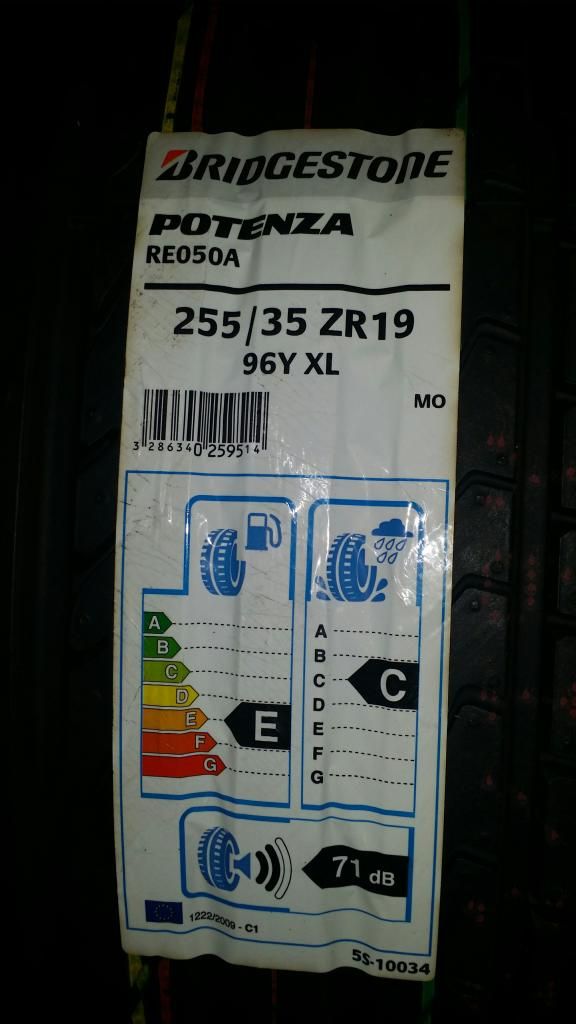 BRIDGESTONE
POTENZA
RE050A
255/35 ZR19
96Y XL
MO
3 286340 259514
A
B
C
D
E
F
G
E
A
B
C
D
E
F
G
C
71 dB
1222/2009 - C1
5S-10034